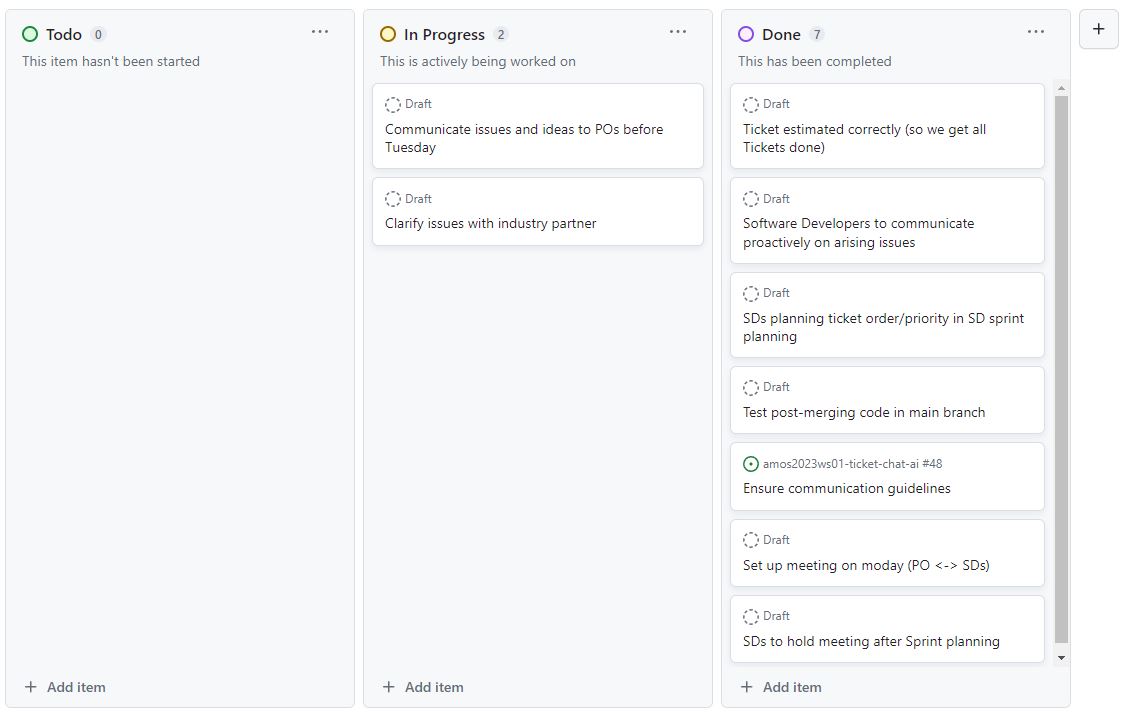 Todo 0
This item hasn't been started
+ Add item
In Progress 2
This is actively being worked on
Draft
Communicate issues and ideas to POs before
Tuesday
Draft
Clarify issues with industry partner
+ Add item
Done 7
This has been completed
Draft
Ticket estimated correctly (so we get all
Tickets done)
Draft
Software Developers to communicate
proactively on arising issues
Draft
SDs planning ticket order/priority in SD sprint
planning
Draft
Test post-merging code in main branch
amos2023ws01-ticket-chat-ai #48
Ensure communication guidelines
Draft
Set up meeting on moday (PO <-> SDs)
Draft
SDs to hold meeting after Sprint planning
+ Add item
+